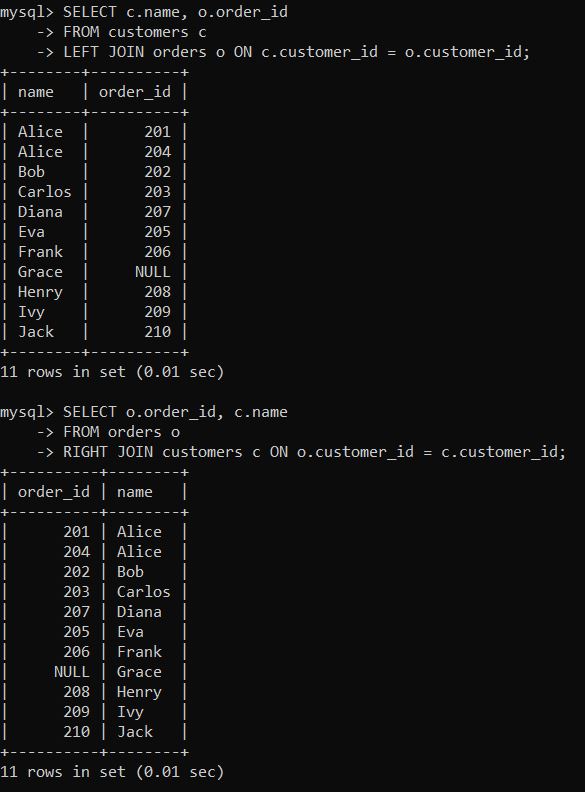 mysql> SELECT c.name, o.order_id
    -> FROM customers c
    -> LEFT JOIN orders o ON c.customer_id = o.customer_id;
+--------+----------+
| name   | order_id |
+--------+----------+
| Alice  |      201 |
| Alice  |      204 |
| Bob    |      202 |
| Carlos |      203 |
| Diana  |      207 |
| Eva    |      205 |
| Frank  |      206 |
| Grace  |     NULL |
| Henry  |      208 |
| Ivy    |      209 |
| Jack   |      210 |
+--------+----------+
11 rows in set (0.01 sec)

mysql> SELECT o.order_id, c.name
    -> FROM orders o
    -> RIGHT JOIN customers c ON o.customer_id = c.customer_id;
+----------+--------+
| order_id | name   |
+----------+--------+
|      201 | Alice  |
|      204 | Alice  |
|      202 | Bob    |
|      203 | Carlos |
|      207 | Diana  |
|      205 | Eva    |
|      206 | Frank  |
|     NULL | Grace  |
|      208 | Henry  |
|      209 | Ivy    |
|      210 | Jack   |
+----------+--------+
11 rows in set (0.01 sec)